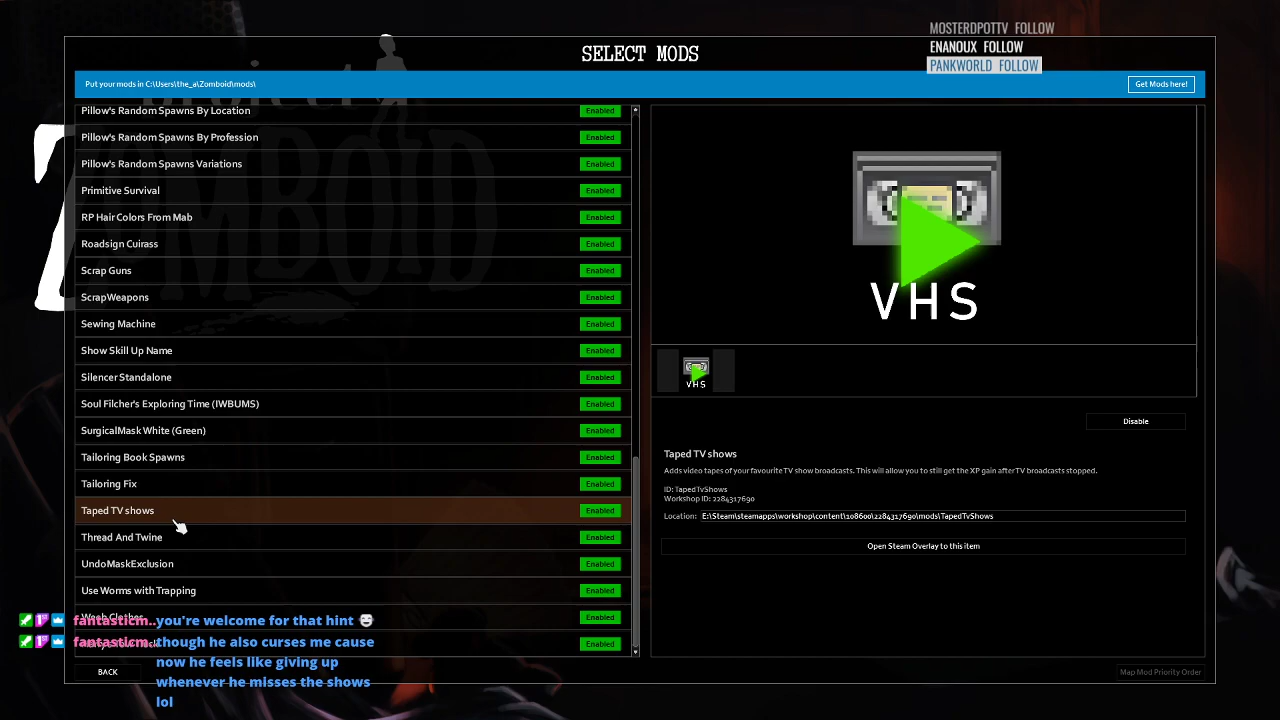 MOSTERDPOTTV FOLLOW
ENANOUX FOLLOW
PANKWORLD FOLLOW
SELECT MODS
Put your mods in C:\Users\the_a\Zomboid\mods\
Get Mods here!
Pillow's Random Spawns By Location Enabled
Pillow's Random Spawns By Profession Enabled
Pillow's Random Spawns Variations Enabled
Primitive Survival Enabled
RP Hair Colors From Mab Enabled
Roadsign Cuirass Enabled
Scrap Guns Enabled
ScrapWeapons Enabled
Sewing Machine Enabled
Show Skill Up Name Enabled
Silencer Standalone Enabled
Soul Filcher's Exploring Time (IWBUMS) Enabled
SurgicalMask White (Green) Enabled
Tailoring Book Spawns Enabled
Tailoring Fix Enabled
Taped TV shows Enabled
Thread And Twine Enabled
UndoMaskExclusion Enabled
Use Worms with Trapping Enabled
Enabled
Enabled
fantasticm.. you're welcome for that hint
fantasticm.. though he also curses me cause
now he feels like giving up
whenever he misses the shows
lol
BACK
VHS
VHS
Disable
Taped TV shows
Adds video tapes of your favourite TV show broadcasts. This will allow you to still get the XP gain after TV broadcasts stopped.
ID: TapedTvShows
Workshop ID: 2284317690
Location: E:\Steam\steamapps\workshop\content\108600\2284317690\mods\TapedTvShows
Open Steam Overlay to this item
Map Mod Priority Order
ZOMBOID